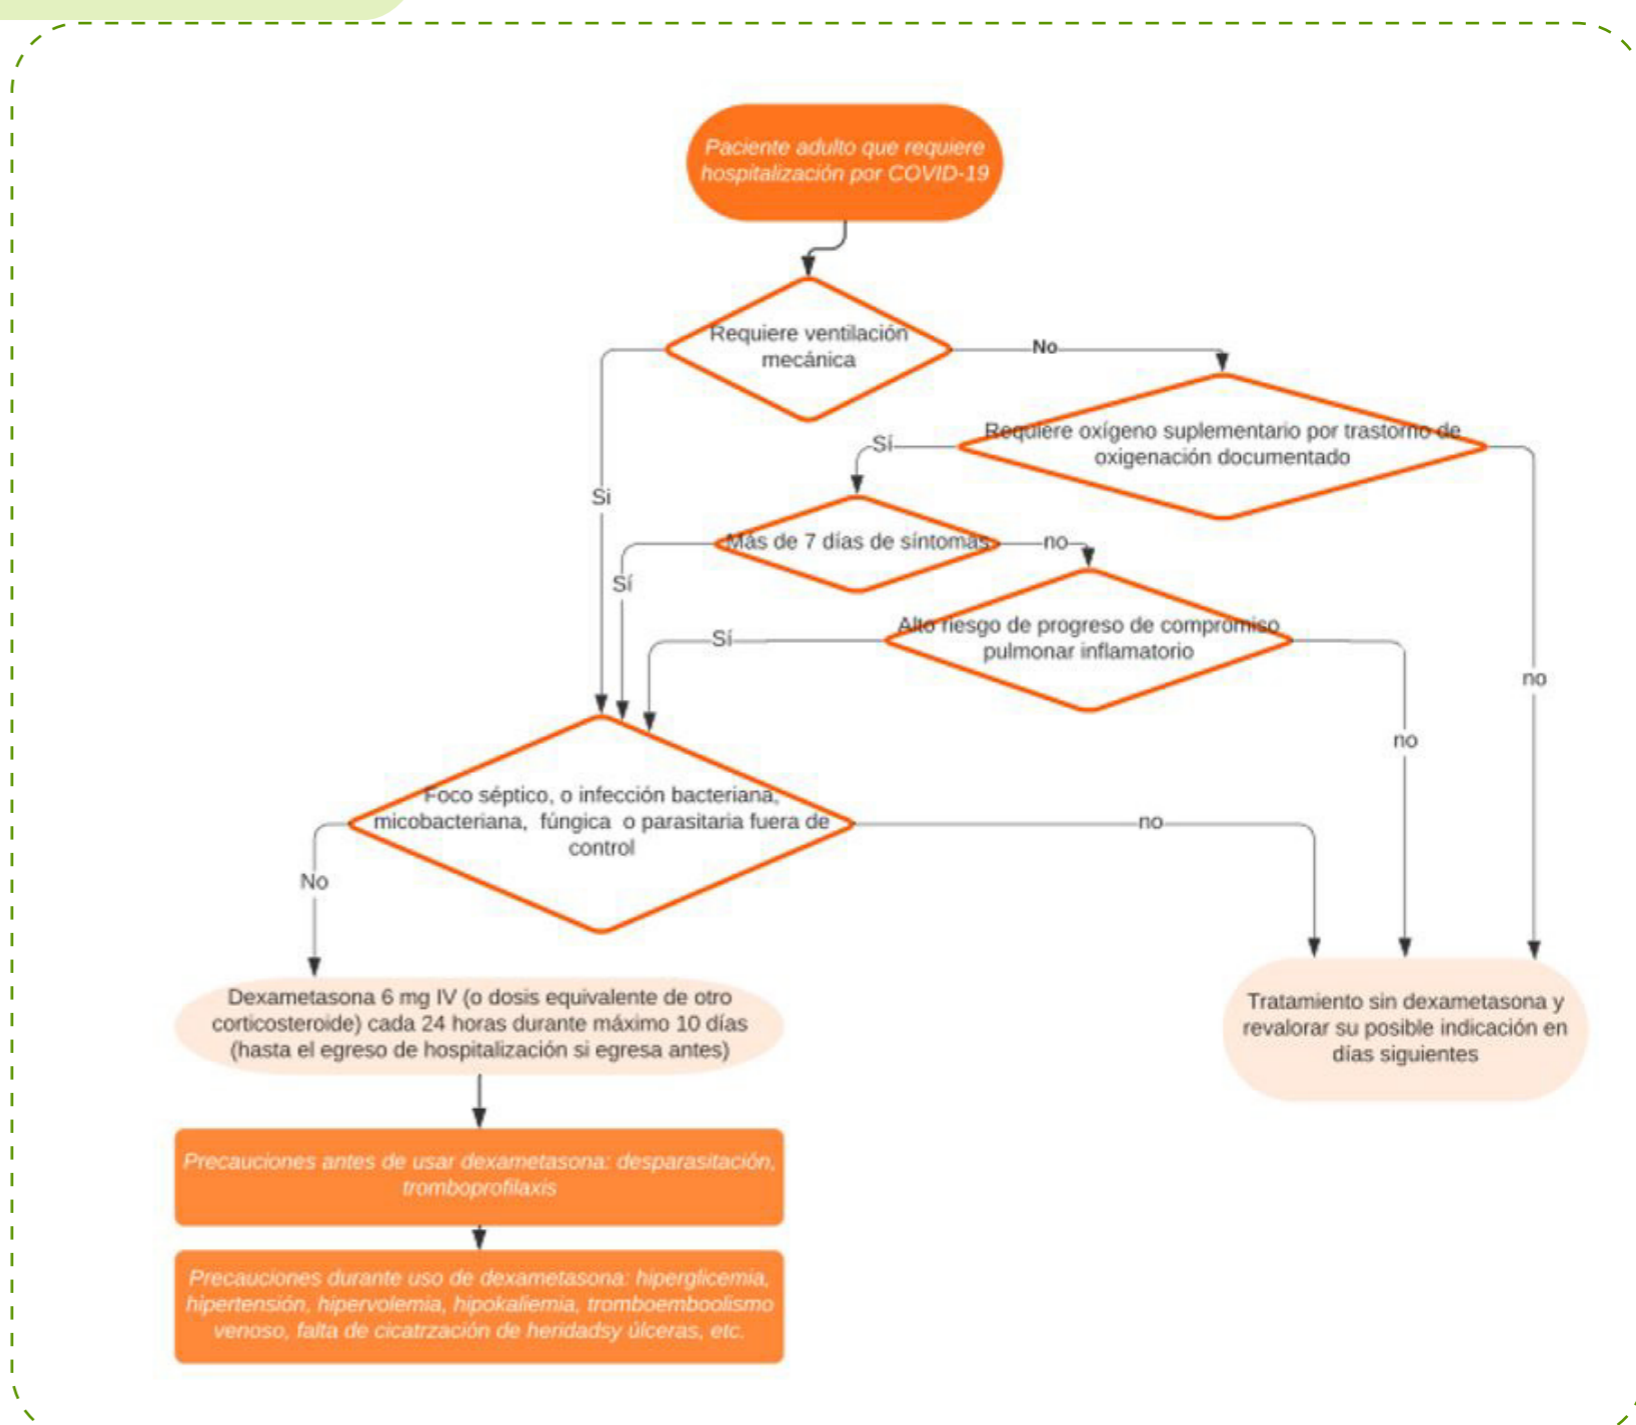 Paciente adulto que requiere
hospitalización por COVID-19
Requiere ventilación
mecánica
No
Requiere oxígeno suplementario por trastorno de
oxigenación documentado
Sí
Si
Más de 7 días de síntomas
no
Sí
Alto riesgo de progreso de compromiso
pulmonar inflamatorio
Sí
no
no
Foco séptico, o infección bacteriana,
micobacteriana, fúngica o parasitaria fuera de
control
no
No
Dexametasona 6 mg IV (o dosis equivalente de otro
corticosteroide) cada 24 horas durante máximo 10 días
(hasta el egreso de hospitalización si egresa antes)
Tratamiento sin dexametasona y
revalorar su posible indicación en
días siguientes
Precauciones antes de usar dexametasona: desparasitación,
tromboprofilaxis
Precauciones durante uso de dexametasona: hiperglicemia,
hipertensión, hipervolemia, hipokaliemia, tromboemboolismo
venoso, falta de cicatrzación de heridadsy úlceras, etc.